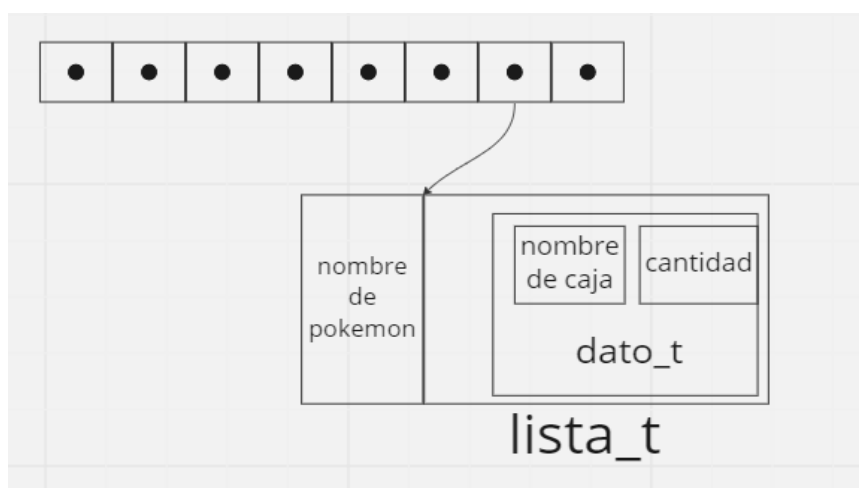 nombre
de
pokemon
nombre
de caja
cantidad
dato_t
lista_t